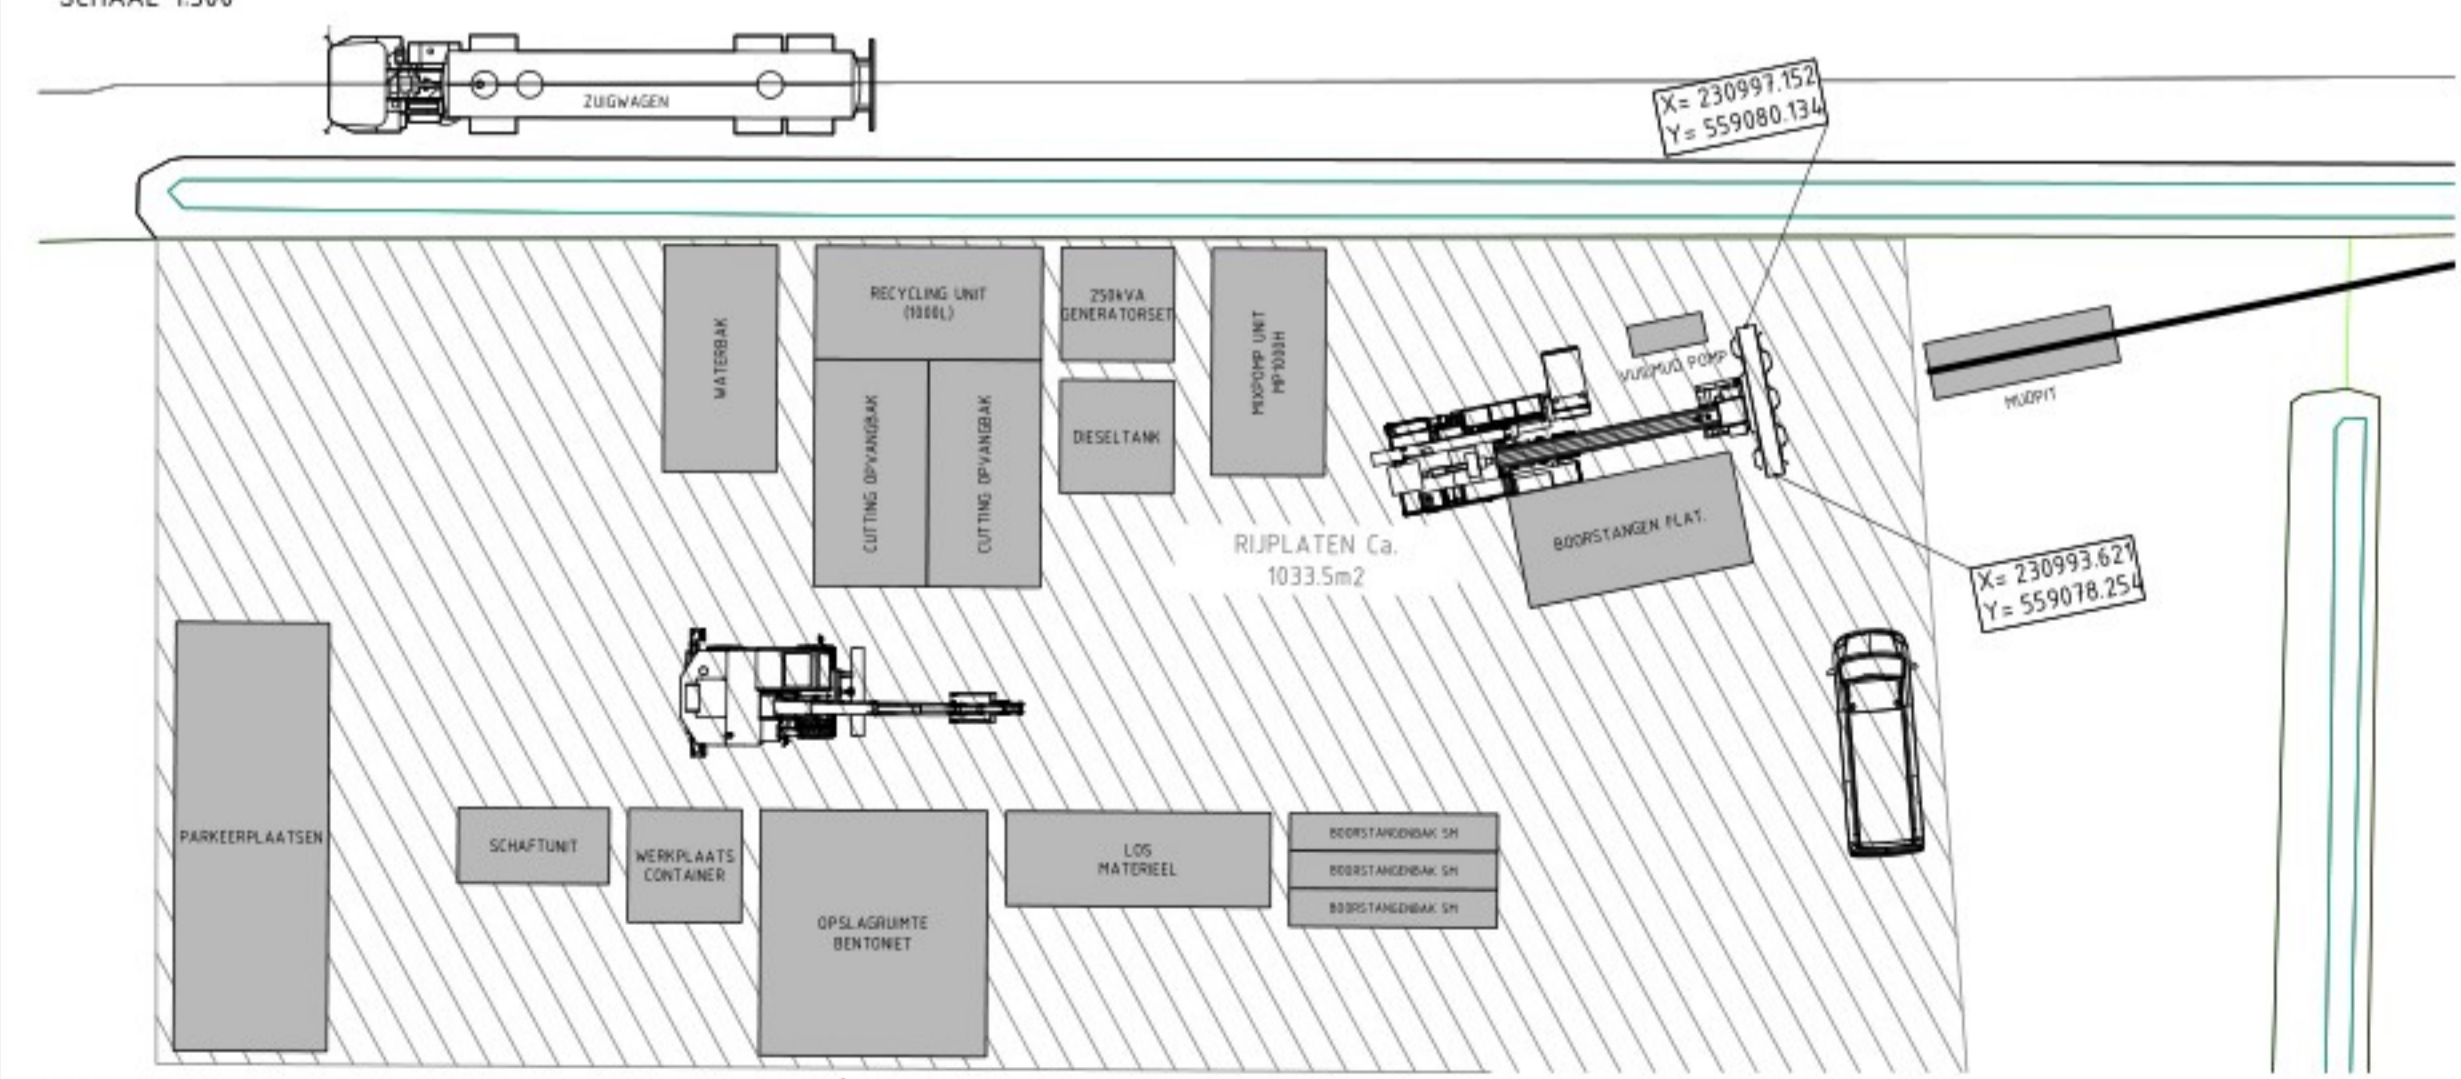 SCHAAL 1:500
ZUIGWAGEN
X= 230997.152
Y= 559080.134
WATERBAK
RECYCLING UNIT
(1000L)
CUTTING OPVANGBAK
CUTTING OPVANGBAK
250kVA
GENERATORSET
DIESELTANK
MIXPOMP UNIT
MP1000H
VUILMUD POMP
MUDPIT
BOORSTANGEN PLAT.
RIJPLATEN Ca.
1033.5m2
X= 230993.621
Y= 559078.254
PARKEERPLAATSEN
SCHAFTUNIT
WERKPLAATS
CONTAINER
OPSLAGRUIMTE
BENTONIET
LOS
MATERIEEL
BOORSTANGENBAK 5M
BOORSTANGENBAK 5M
BOORSTANGENBAK 5M